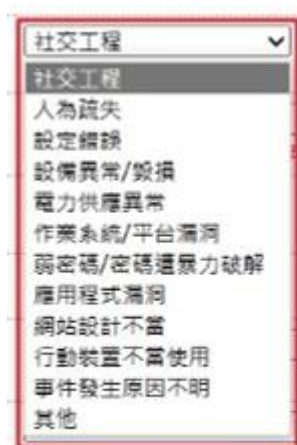 社交工程
社交工程
人為疏失
設定錯誤
設備異常/毀損
電力供應異常
作業系統/平台漏洞
弱密碼/密碼遭暴力破解
應用程式漏洞
網站設計不當
行動裝置不當使用
事件發生原因不明
其他